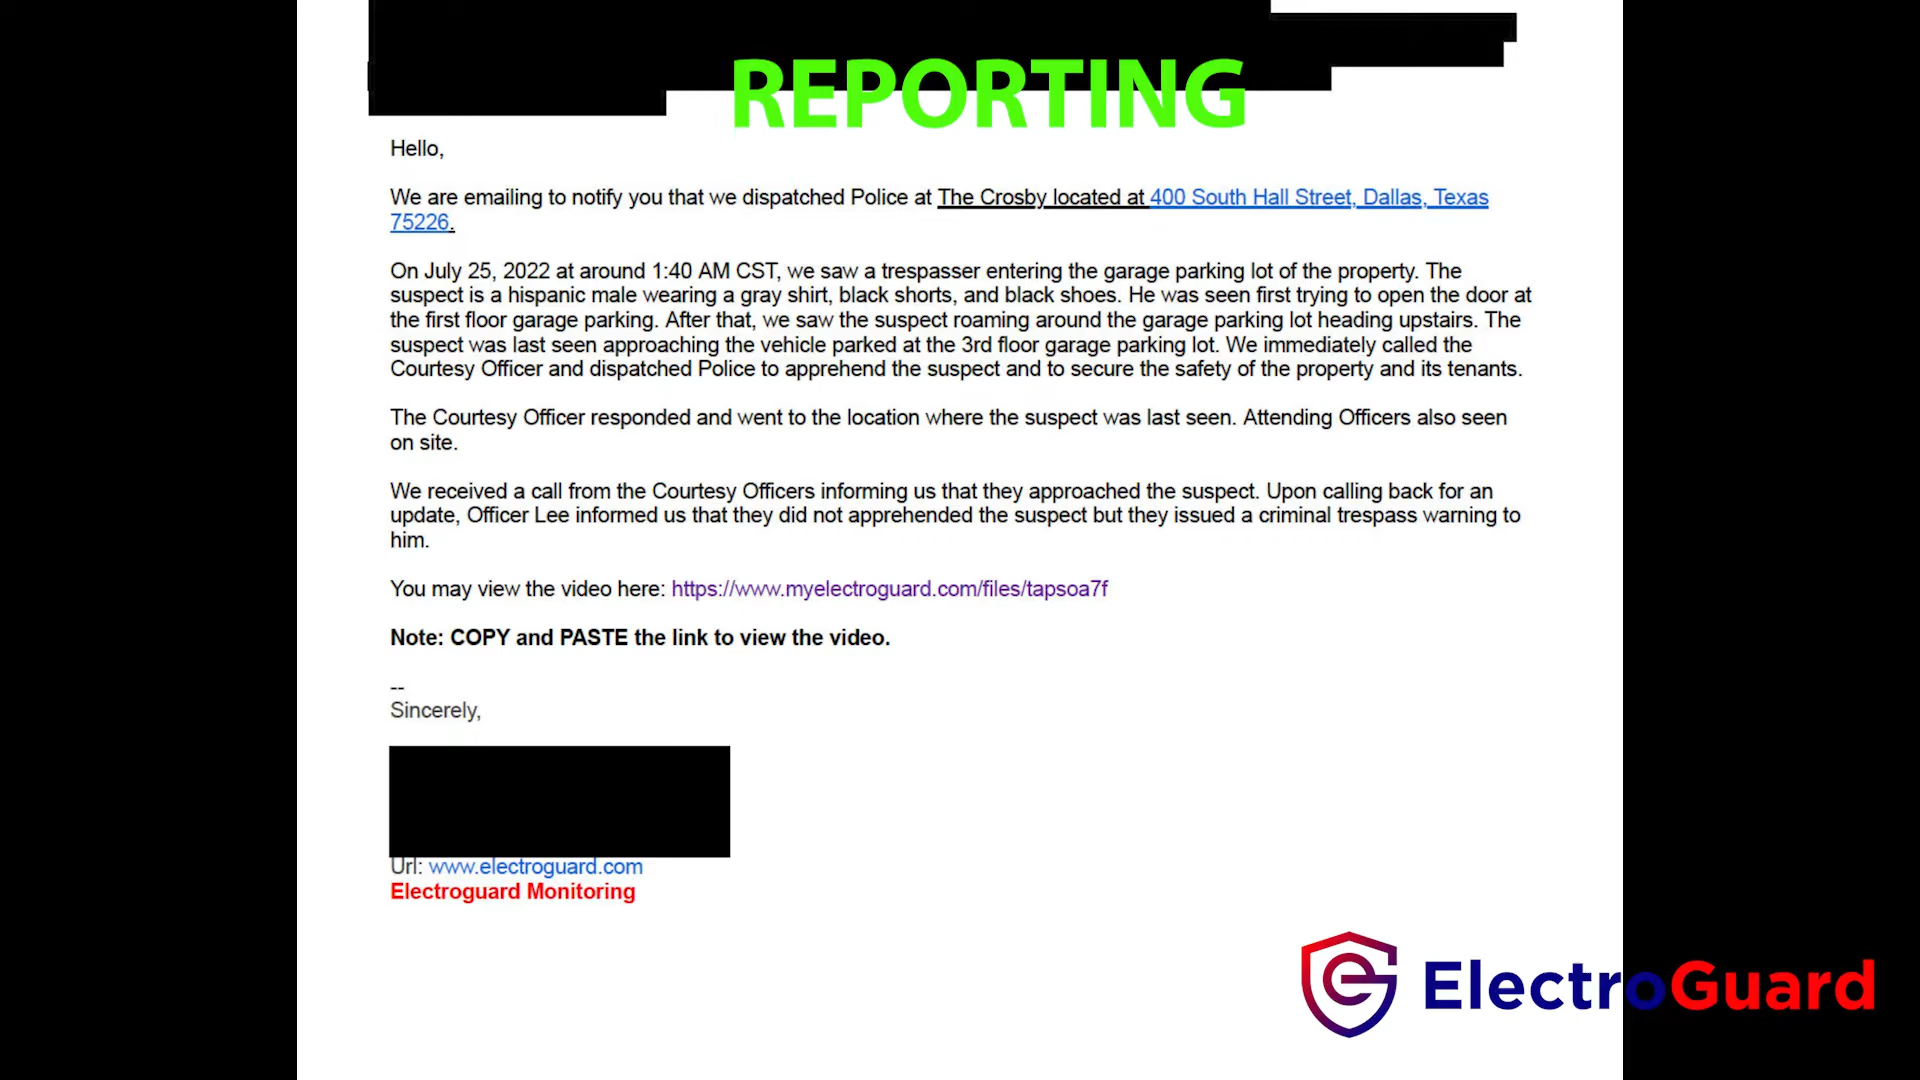 REPORTING
Hello,
We are emailing to notify you that we dispatched Police at The Crosby located at 400 South Hall Street, Dallas, Texas
75226.
On July 25, 2022 at around 1:40 AM CST, we saw a trespasser entering the garage parking lot of the property. The
suspect is a hispanic male wearing a gray shirt, black shorts, and black shoes. He was seen first trying to open the door at
the first floor garage parking. After that, we saw the suspect roaming around the garage parking lot heading upstairs. The
suspect was last seen approaching the vehicle parked at the 3rd floor garage parking lot. We immediately called the
Courtesy Officer and dispatched Police to apprehend the suspect and to secure the safety of the property and its tenants.
The Courtesy Officer responded and went to the location where the suspect was last seen. Attending Officers also seen
on site.
We received a call from the Courtesy Officers informing us that they approached the suspect. Upon calling back for an
update, Officer Lee informed us that they did not apprehended the suspect but they issued a criminal trespass warning to
him.
You may view the video here: https://www.myelectroguard.com/files/tapsoa7f
Note: COPY and PASTE the link to view the video.
--
Sincerely,
Url: www.electroguard.com
Electroguard Monitoring
ElectroGuard